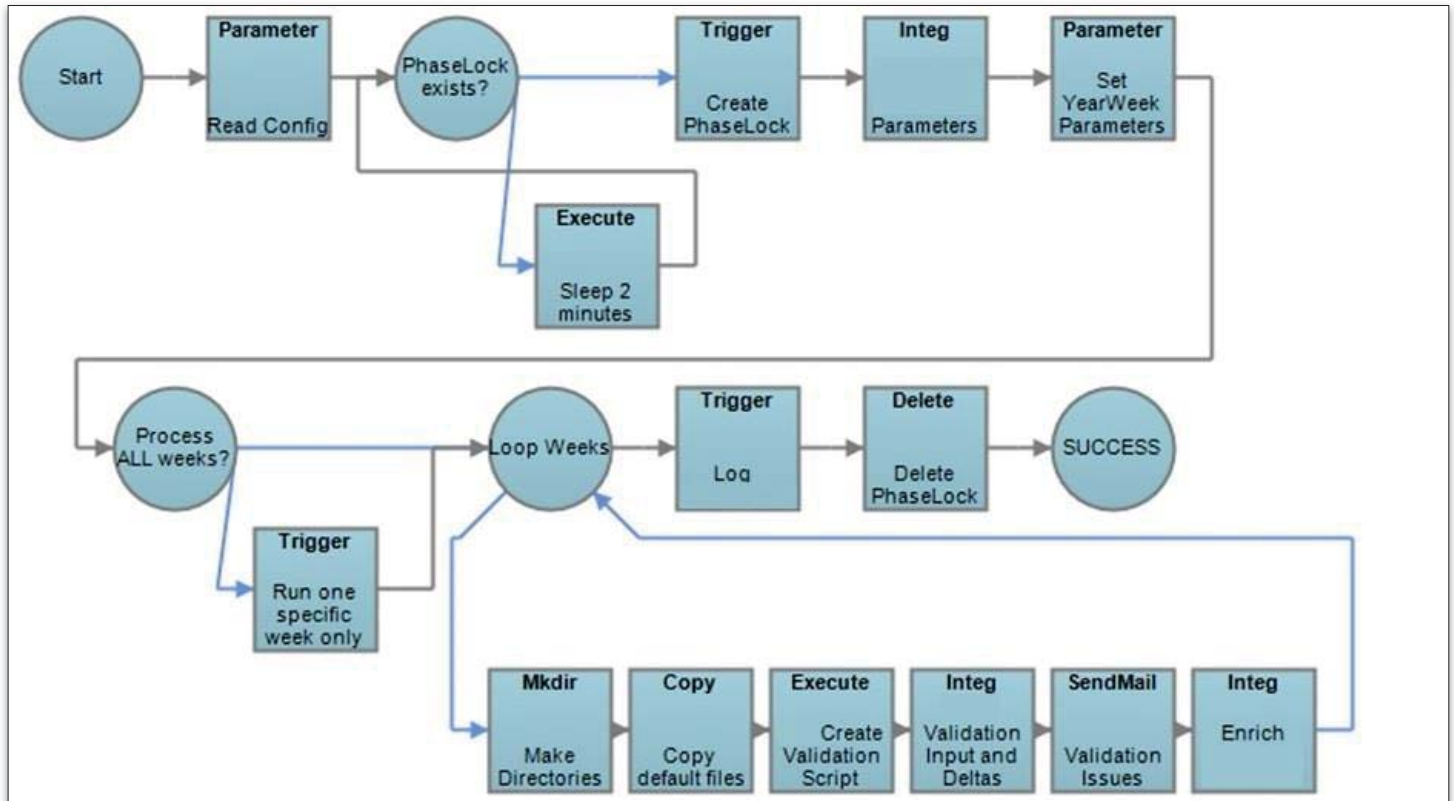 Start
Parameter
Read Config
PhaseLock
exists?
Trigger
Create
PhaseLock
Integ
Parameters
Parameter
Set
YearWeek
Parameters
Execute
Sleep 2
minutes
Process
ALL weeks?
Loop Weeks
Trigger
Log
Delete
Delete
PhaseLock
SUCCESS
Trigger
Run one
specific
week only
Mkdir
Make
Directories
Copy
Copy
default files
Execute
Create
Validation
Script
Integ
Validation
Input and
Deltas
SendMail
Validation
Issues
Integ
Enrich